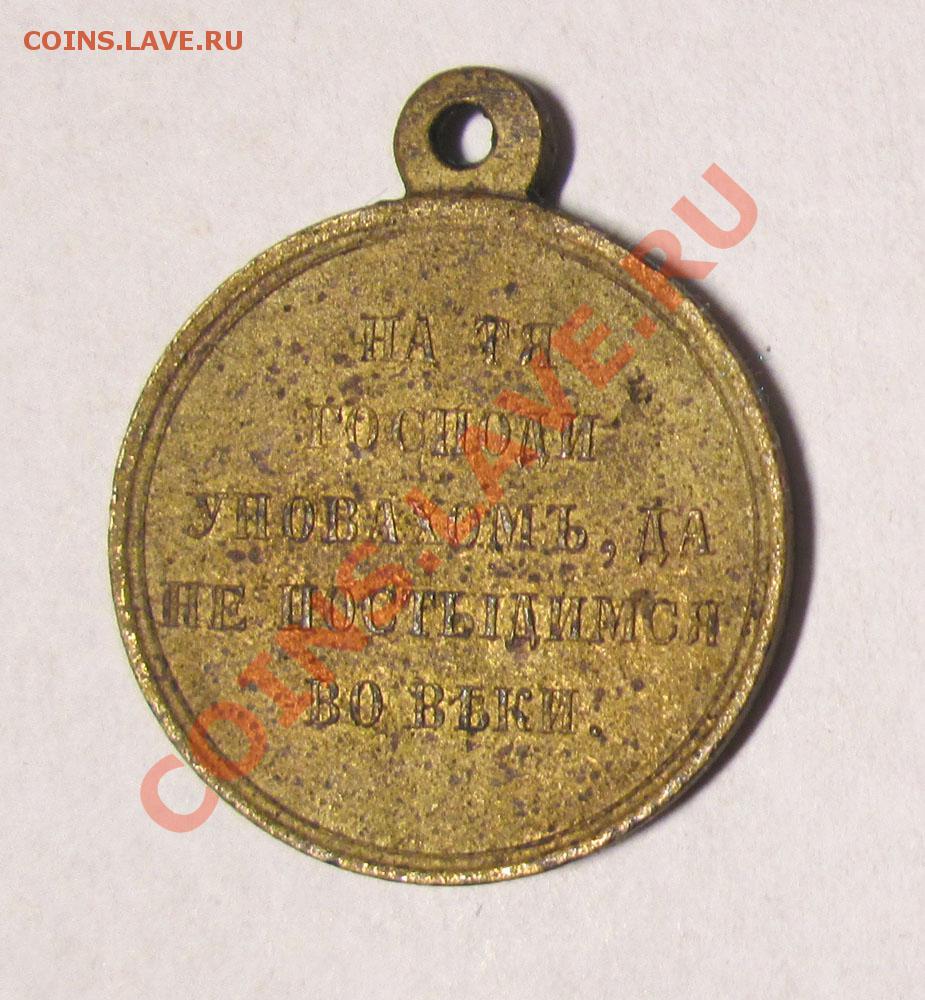 COINS.LAVE.RU
НА ТЯ
ГОСПОДИ
УПОВАХОМЪ, ДА
НЕ ПОСТЫДИМСЯ
ВО ВѢКИ.
COINS.LAVE.RU